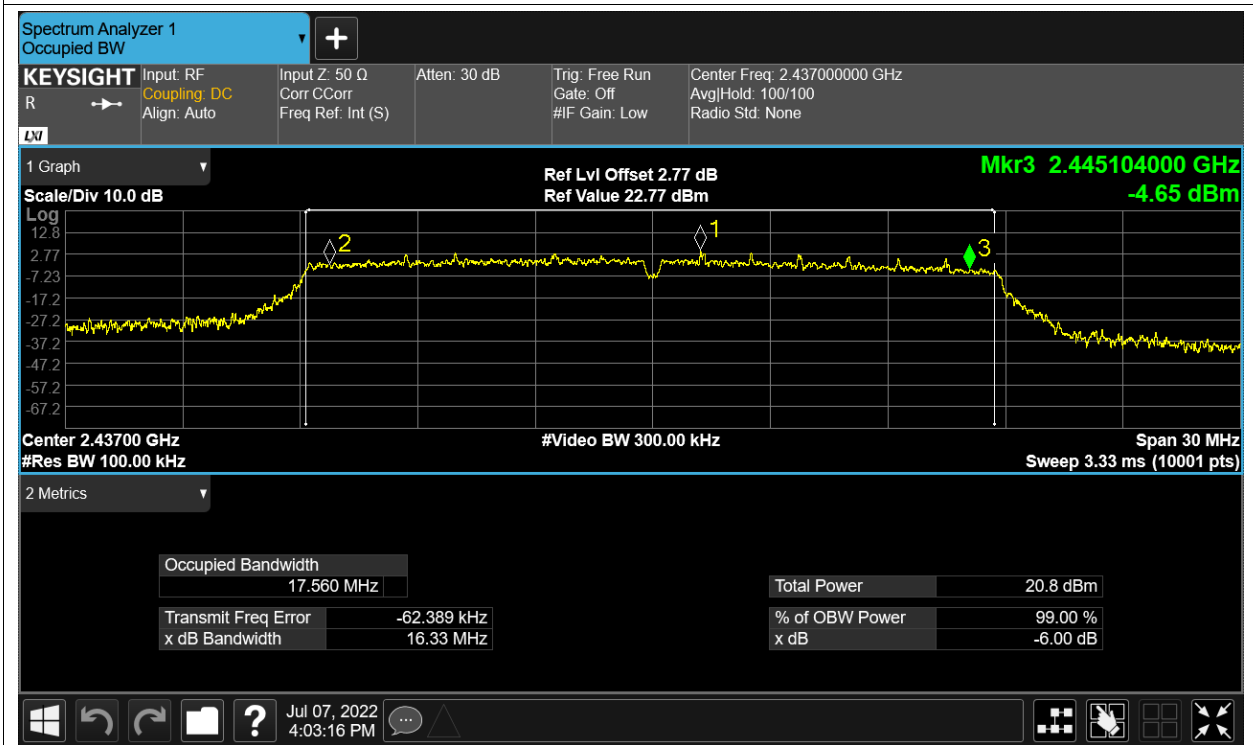 Spectrum Analyzer 1
Occupied BW
KEYSIGHT
R
LXI
Input: RF
Coupling: DC
Align: Auto
Input Z: 50 Ω
Corr CCorr
Freq Ref: Int (S)
Atten: 30 dB
Trig: Free Run
Gate: Off
#IF Gain: Low
Center Freq: 2.437000000 GHz
Avg|Hold: 100/100
Radio Std: None
1 Graph
Scale/Div 10.0 dB
Ref Lvl Offset 2.77 dB
Ref Value 22.77 dBm
Mkr3 2.445104000 GHz
-4.65 dBm
Log
12.8
2.77
-7.23
-17.2
-27.2
-37.2
-47.2
-57.2
-67.2
2
1
3
Center 2.43700 GHz
#Res BW 100.00 kHz
#Video BW 300.00 kHz
Span 30 MHz
Sweep 3.33 ms (10001 pts)
2 Metrics
Occupied Bandwidth
17.560 MHz
Transmit Freq Error -62.389 kHz
x dB Bandwidth 16.33 MHz
Total Power 20.8 dBm
% of OBW Power 99.00 %
x dB -6.00 dB
?
Jul 07, 2022
4:03:16 PM